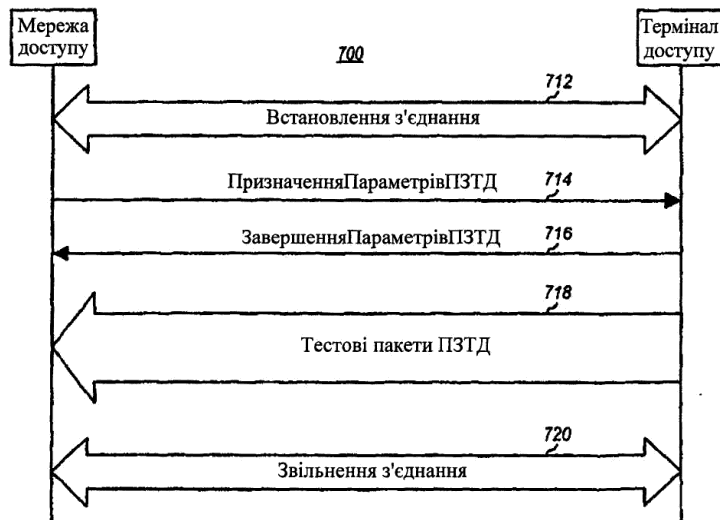 Мережа
доступу
Термінал
доступу
700
712
Встановлення з'єднання
ПризначенняПараметрівПЗТД
714
ЗавершенняПараметрівПЗТД
716
718
Тестові пакети ПЗТД
720
Звільнення з'єднання